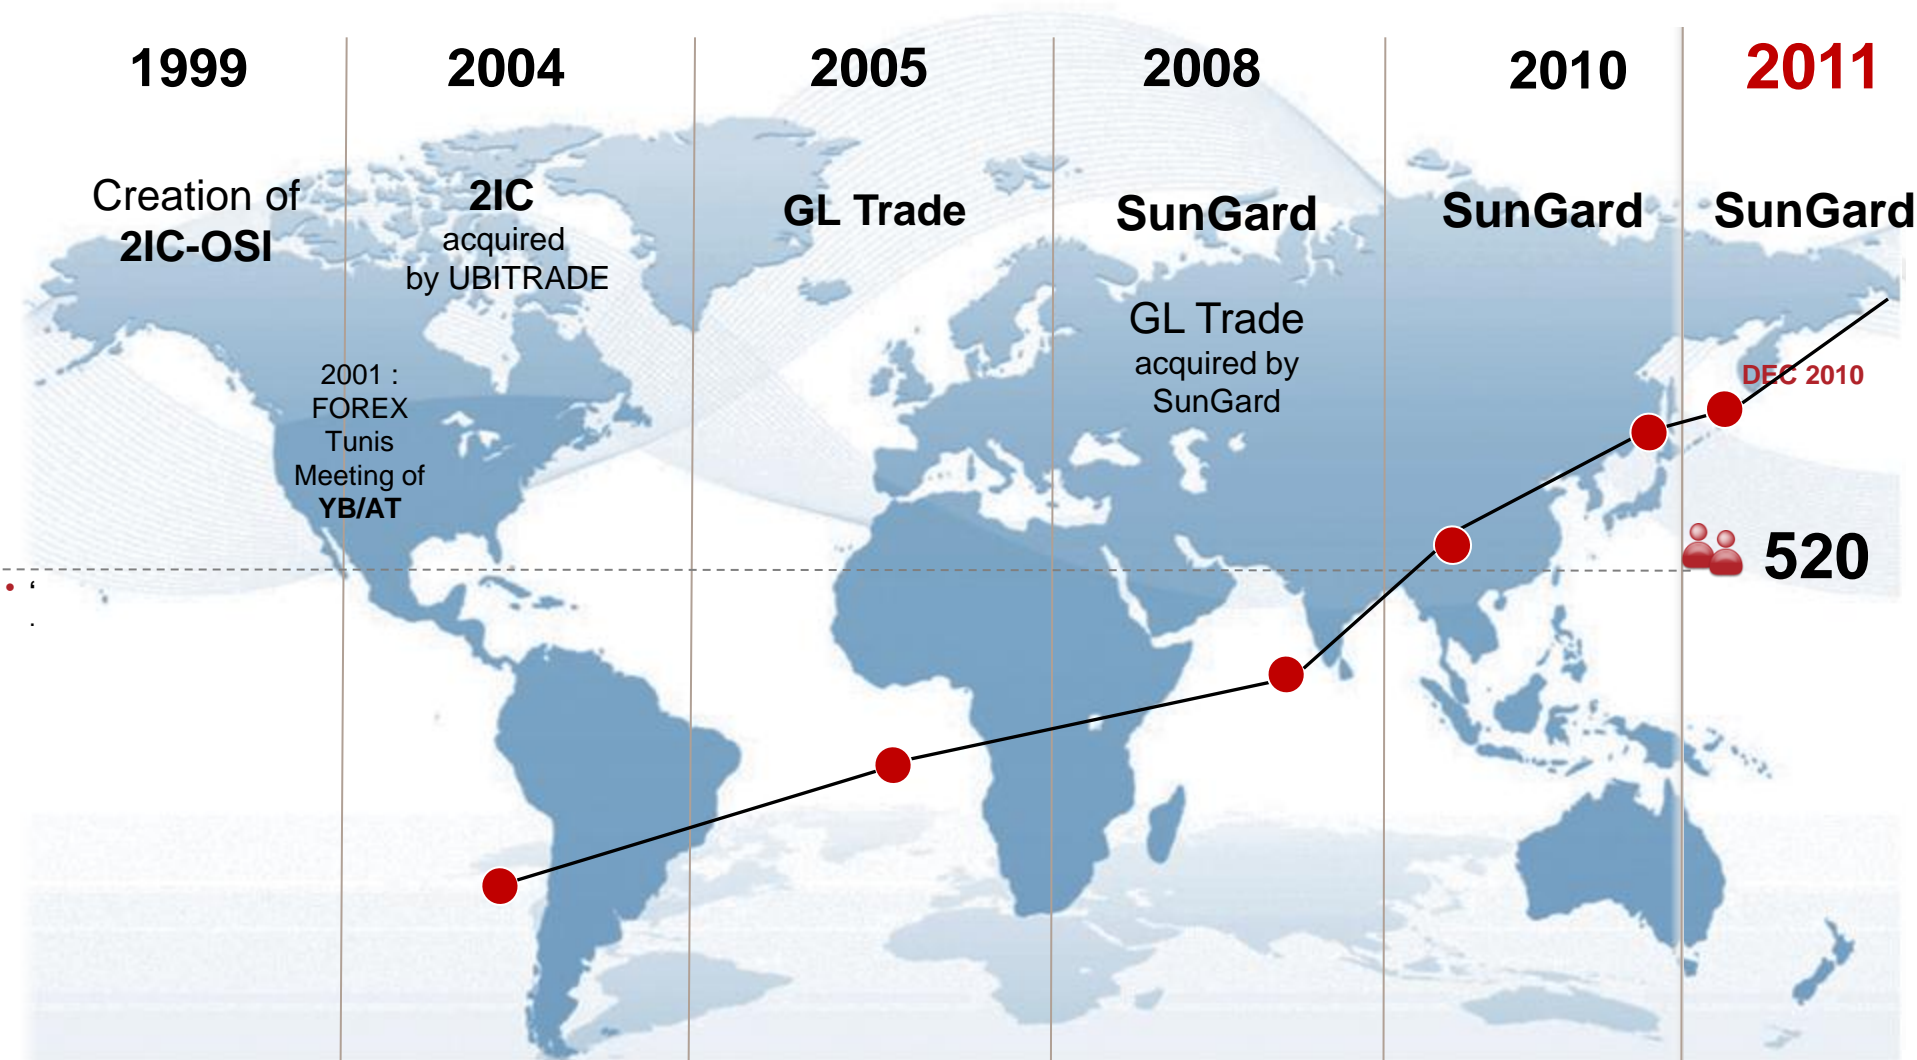 1999
2004
2005
2008
2010
2011
Creation of
2IC-OSI
2IC
acquired
by UBITRADE
GL Trade
SunGard
SunGard
SunGard
GL Trade
acquired by
SunGard
2001 :
FOREX
Tunis
Meeting of
YB/AT
DEC 2010
520
• ‘
.